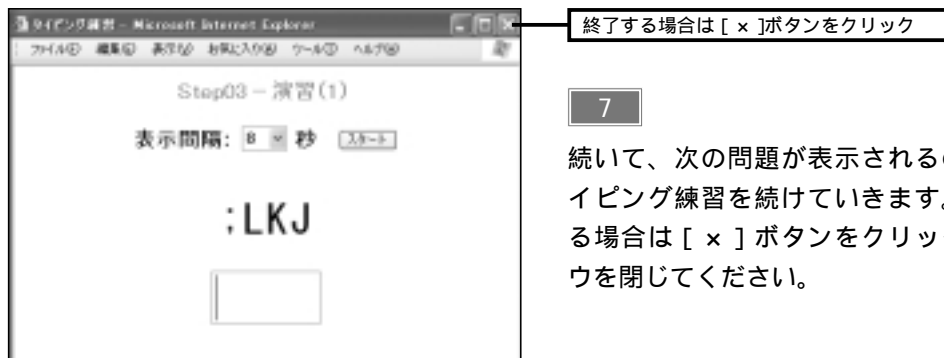 タイピング練習 - Microsoft Internet Explorer
ファイル(F) 編集(E) 表示(V) お気に入り(A) ツール(T) ヘルプ(H)
終了する場合は [ × ]ボタンをクリック
Step03 − 演習(1)
表示間隔: 8 秒 スタート
;LKJ
7
続いて、次の問題が表示される
イピング練習を続けていきます。
る場合は [ × ] ボタンをクリッ
ウを閉じてください。